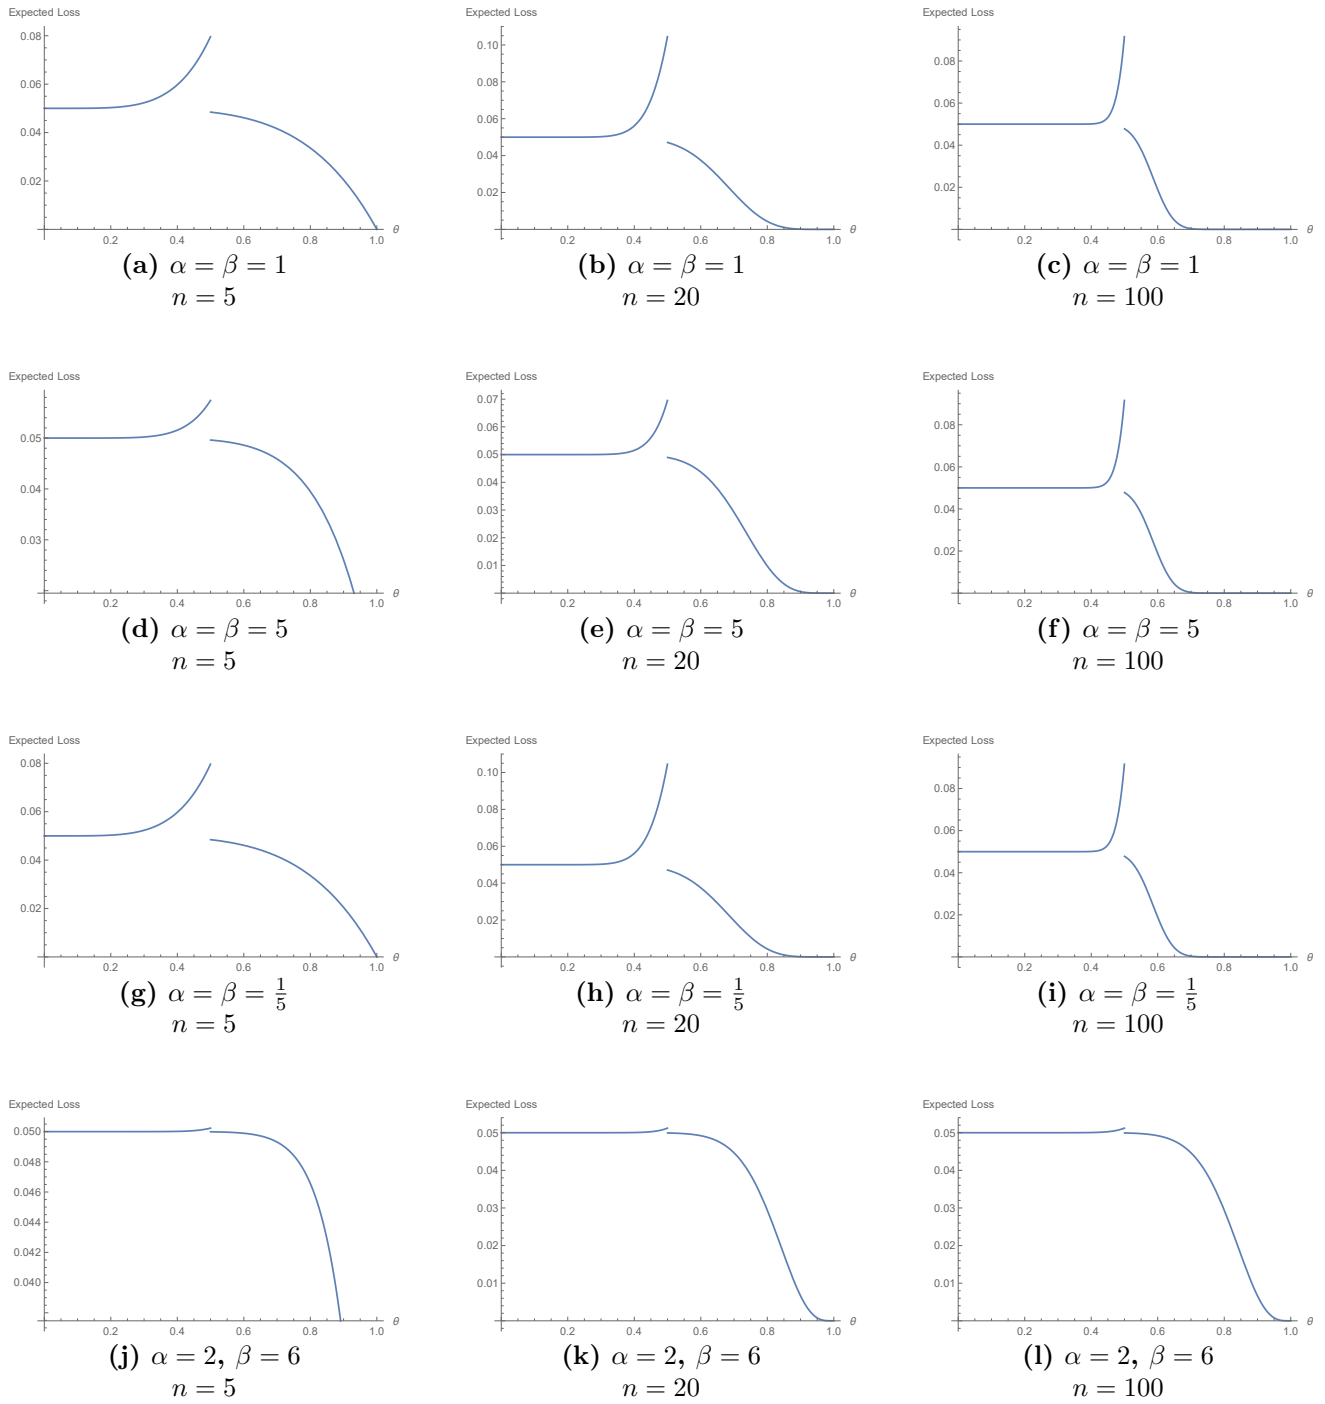 Expected Loss
0.08
0.06
0.04
0.02
0.2 0.4 0.6 0.8 1.0 θ
(a) α = β = 1
n = 5
Expected Loss
0.10
0.08
0.06
0.04
0.02
0.2 0.4 0.6 0.8 1.0 θ
(b) α = β = 1
n = 20
Expected Loss
0.08
0.06
0.04
0.02
0.2 0.4 0.6 0.8 1.0 θ
(c) α = β = 1
n = 100
Expected Loss
0.05
0.04
0.03
0.2 0.4 0.6 0.8 1.0 θ
(d) α = β = 5
n = 5
Expected Loss
0.07
0.06
0.05
0.04
0.03
0.02
0.01
0.2 0.4 0.6 0.8 1.0 θ
(e) α = β = 5
n = 20
Expected Loss
0.08
0.06
0.04
0.02
0.2 0.4 0.6 0.8 1.0 θ
(f) α = β = 5
n = 100
Expected Loss
0.08
0.06
0.04
0.02
0.2 0.4 0.6 0.8 1.0 θ
(g) α = β = 1/5
n = 5
Expected Loss
0.10
0.08
0.06
0.04
0.02
0.2 0.4 0.6 0.8 1.0 θ
(h) α = β = 1/5
n = 20
Expected Loss
0.08
0.06
0.04
0.02
0.2 0.4 0.6 0.8 1.0 θ
(i) α = β = 1/5
n = 100
Expected Loss
0.050
0.048
0.046
0.044
0.042
0.040
0.2 0.4 0.6 0.8 1.0 θ
(j) α = 2, β = 6
n = 5
Expected Loss
0.05
0.04
0.03
0.02
0.01
0.2 0.4 0.6 0.8 1.0 θ
(k) α = 2, β = 6
n = 20
Expected Loss
0.05
0.04
0.03
0.02
0.01
0.2 0.4 0.6 0.8 1.0 θ
(l) α = 2, β = 6
n = 100